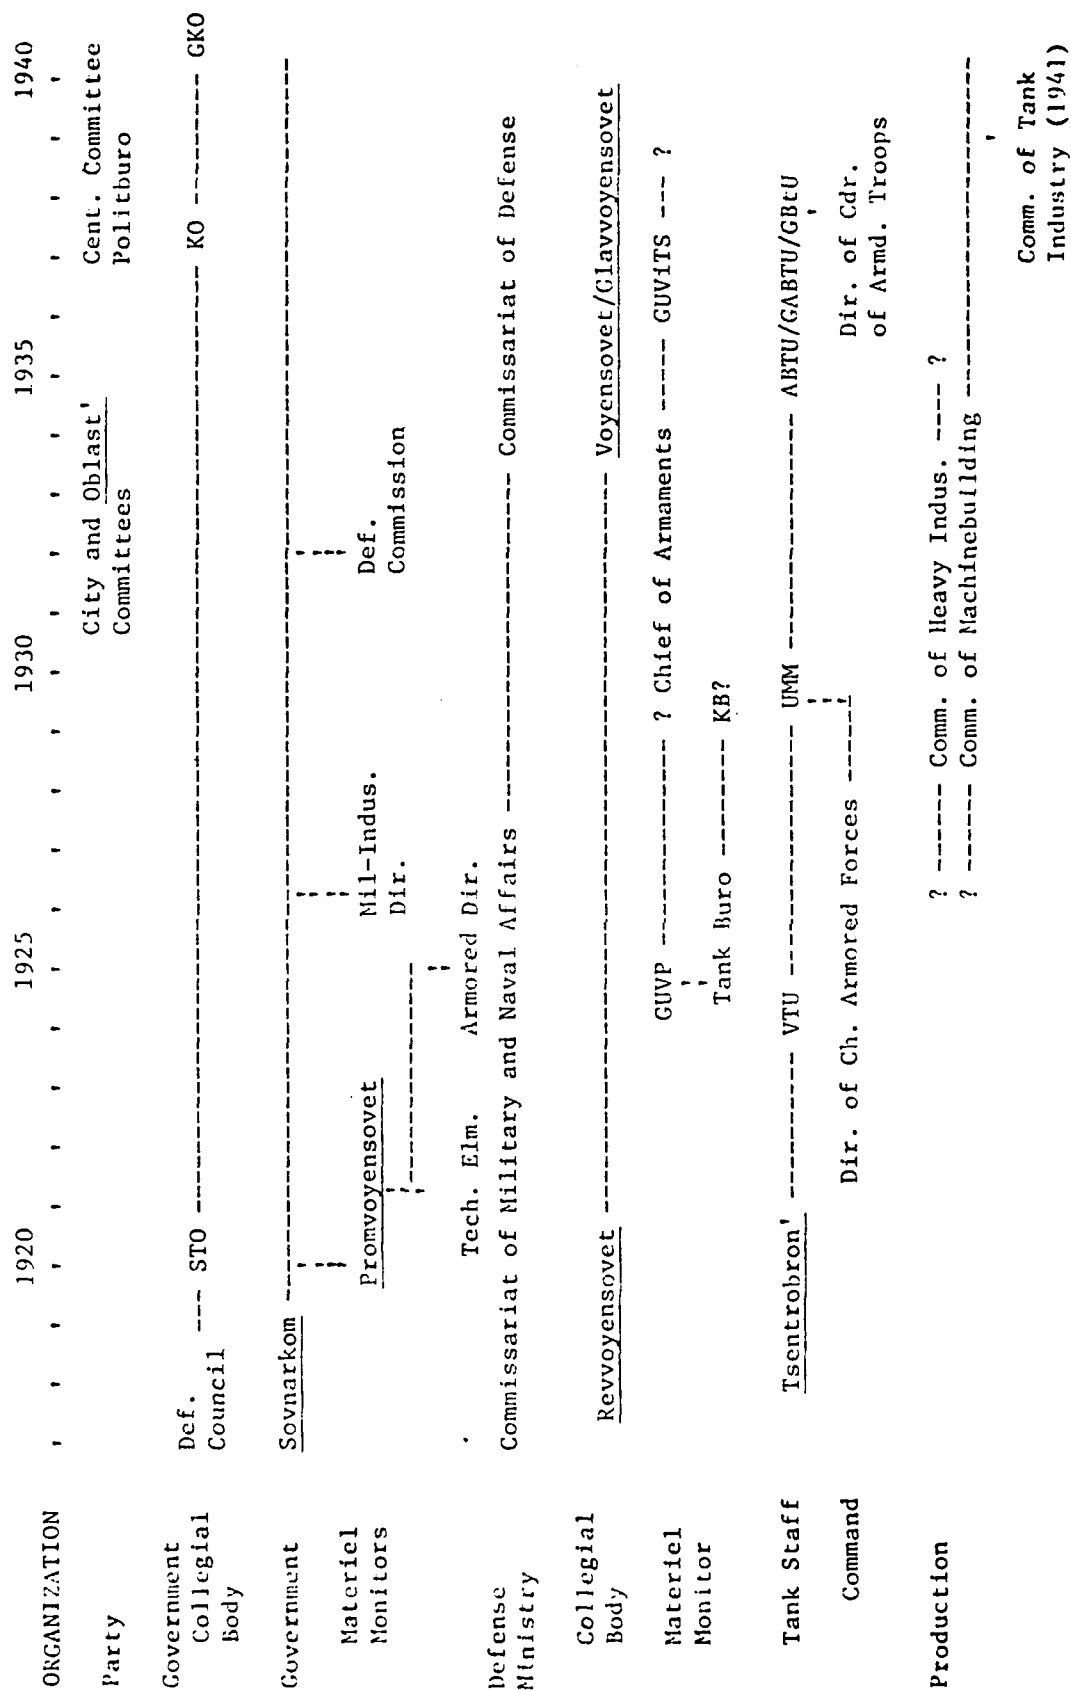 ORGANIZATION 1920 1925 1930 1935 1940
Party City and Oblast' Cent. Committee
Committees Politburo
Government Def. --- STO ---------- KO ---------- GKO
Collegial Council
Body
Government Sovnarkom ----------
Materiel Promvoyensovet Mil-Indus. Def.
Monitors Dir. Commission
Tech. Elm. Armored Dir.
Defense Commissariat of Military and Naval Affairs ---------- Commissariat of Defense
Ministry
Collegial Revvoyensovet ---------- Voyensovet/Glavvoyensovet
Body
Materiel GUVP ---------- ? Chief of Armaments ----- GUViTS --- ?
Monitor Tank Buro -------- KB?
Tank Staff Tsentrobron' --------- VTU ---------- UMM ---------- ABTU/GABTU/GBtU
Command Dir. of Ch. Armored Forces ------ Dir. of Cdr.
of Armd. Troops
Production ? ------ Comm. of Heavy Indus. ---- ?
? ------ Comm. of Machinebuilding ----------
Comm. of Tank
Industry (1941)